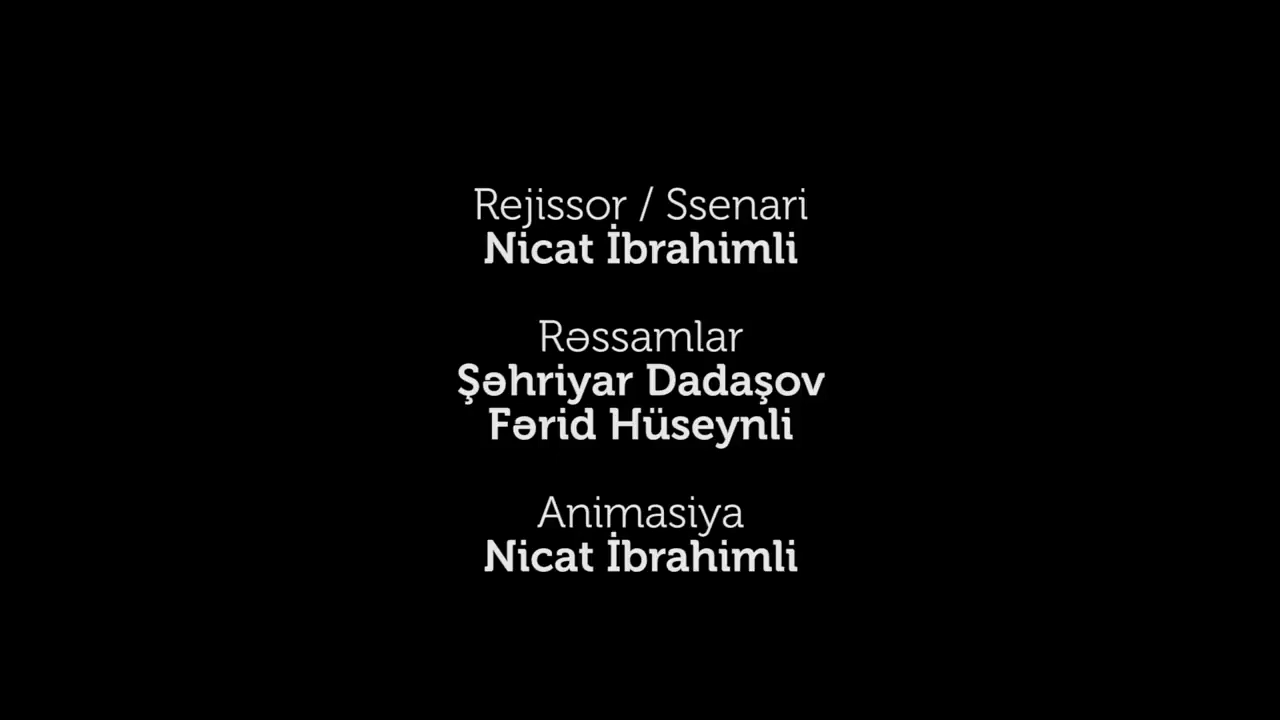 Rejissor / Ssenari
Nicat İbrahimli
Rəssamlar
Şəhriyar Dadaşov
Fərid Hüseynli
Animasiya
Nicat İbrahimli